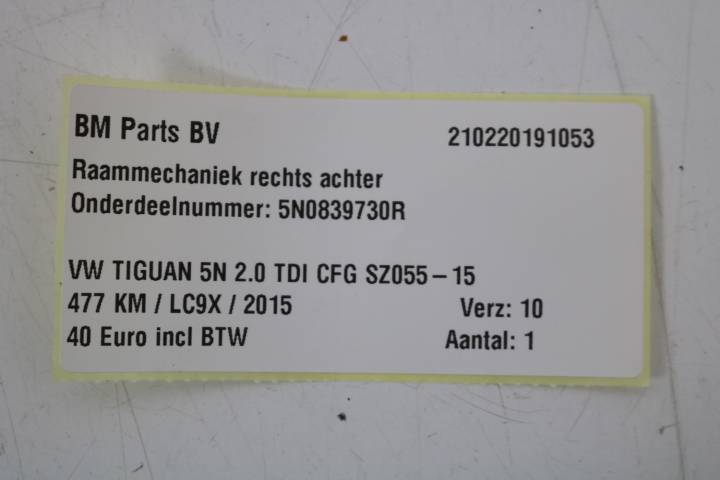 BM Parts BV 210220191053
Raammechaniek rechts achter
Onderdeelnummer: 5N0839730R
VW TIGUAN 5N 2.0 TDI CFG SZ055-15
477 KM / LC9X / 2015 Verz: 10
40 Euro incl BTW Aantal: 1